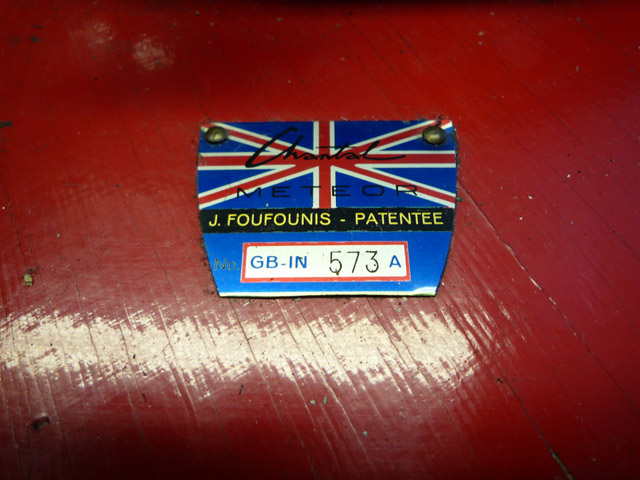 Chantal
METEOR
J. FOUFOUNIS - PATENTEE
No. GB-IN 573 A